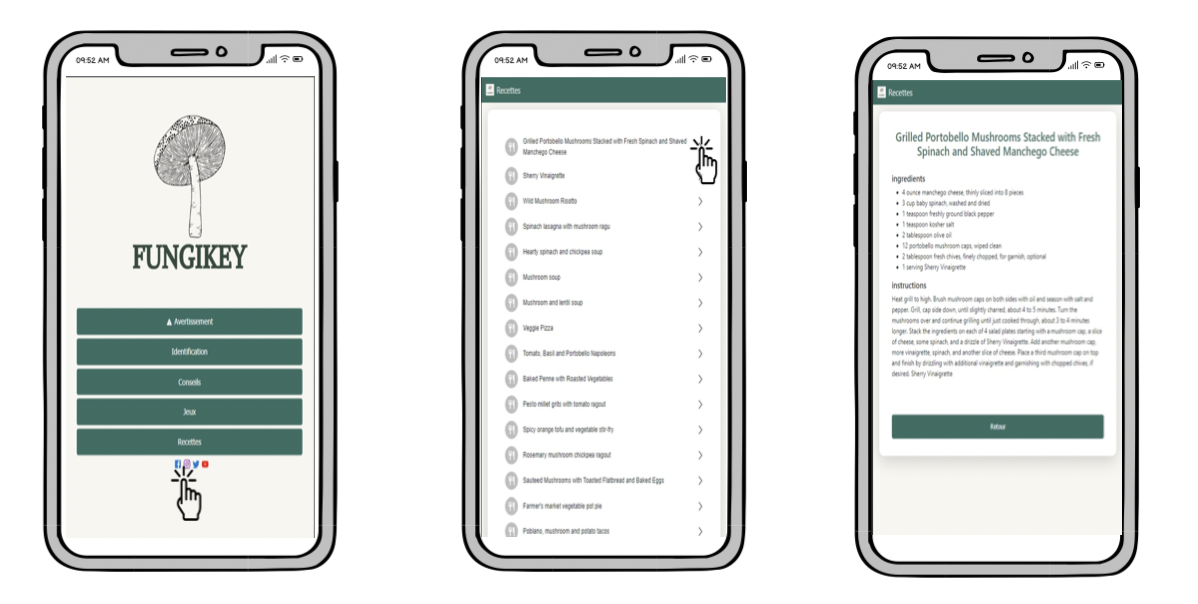 09:52 AM
FUNGIKEY
Avertissement
Identification
Conseils
Jeux
Recettes
09:52 AM
Recettes
Grilled Portobello Mushrooms Stacked with Fresh Spinach and Shaved
Manchego Cheese
Sherry Vinaigrette
Wild Mushroom Risotto
Spinach lasagna with mushroom ragu
Hearty spinach and chickpea soup
Mushroom soup
Mushroom and lentil soup
Veggie Pizza
Tomato, Basil and Portobello Napoleons
Baked Penne with Roasted Vegetables
Pesto millet grits with tomato ragout
Spicy orange tofu and vegetable stir-fry
Rosemary mushroom chickpea ragout
Sauteed Mushrooms with Toasted Flatbread and Baked Eggs
Farmer's market vegetable pot pie
Poblano, mushroom and potato tacos
09:52 AM
Recettes
Grilled Portobello Mushrooms Stacked with Fresh
Spinach and Shaved Manchego Cheese
ingredients
4 ounce manchego cheese, thinly sliced into 8 pieces
3 cup baby spinach, washed and dried
1 teaspoon freshly ground black pepper
1 teaspoon kosher salt
2 tablespoon olive oil
12 portobello mushroom caps, wiped clean
2 tablespoon fresh chives, finely chopped, for garnish, optional
1 serving Sherry Vinaigrette
instructions
Heat grill to high. Brush mushroom caps on both sides with oil and season with salt and
pepper. Grill, cap side down, until slightly charred, about 4 to 5 minutes. Turn the
mushrooms over and continue grilling until just cooked through, about 3 to 4 minutes
longer. Stack the ingredients on each of 4 salad plates starting with a mushroom cap, a slice
of cheese, some spinach, and a drizzle of Sherry Vinaigrette. Add another mushroom cap,
more vinaigrette, spinach, and another slice of cheese. Place a third mushroom cap on top
and finish by drizzling with additional vinaigrette and garnishing with chopped chives, if
desired. Sherry Vinaigrette
Retour